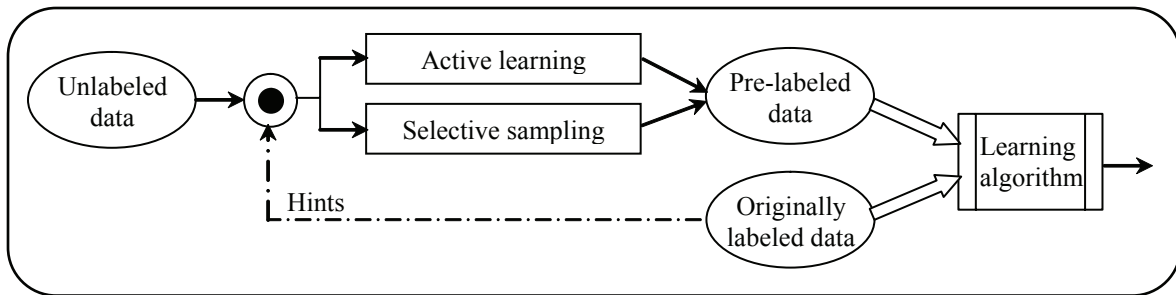 Unlabeled
data
Active learning
Selective sampling
Pre-labeled
data
Learning
algorithm
Hints
Originally
labeled data